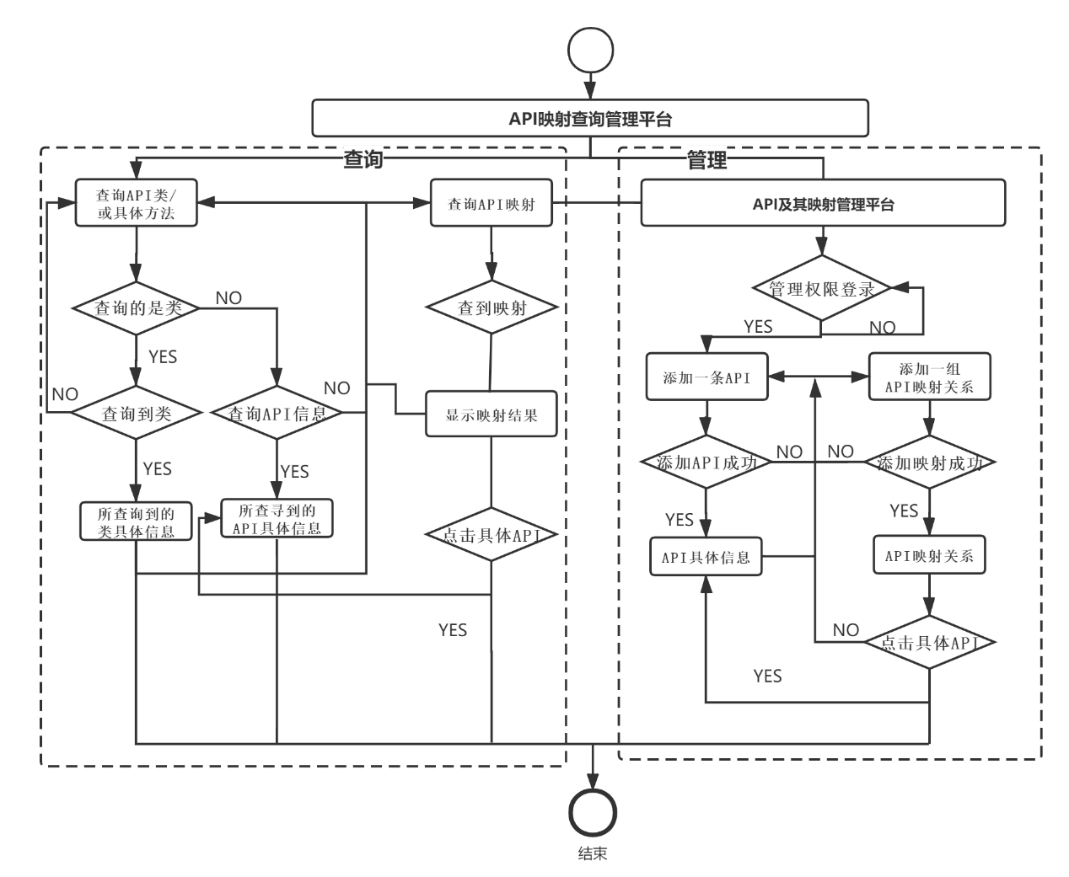 API映射查询管理平台
查询
管理
查询API类/
或具体方法
查询API映射
API及其映射管理平台
查询的是类
NO
查到映射
管理权限登录
YES
NO
YES
NO
查询到类
查询API信息
NO
显示映射结果
添加一条API
添加一组
API映射关系
YES
YES
添加API成功
NO
NO
添加映射成功
所查询到的
类具体信息
所查寻到的
API具体信息
点击具体API
YES
YES
API具体信息
API映射关系
YES
NO
点击具体API
YES
结束